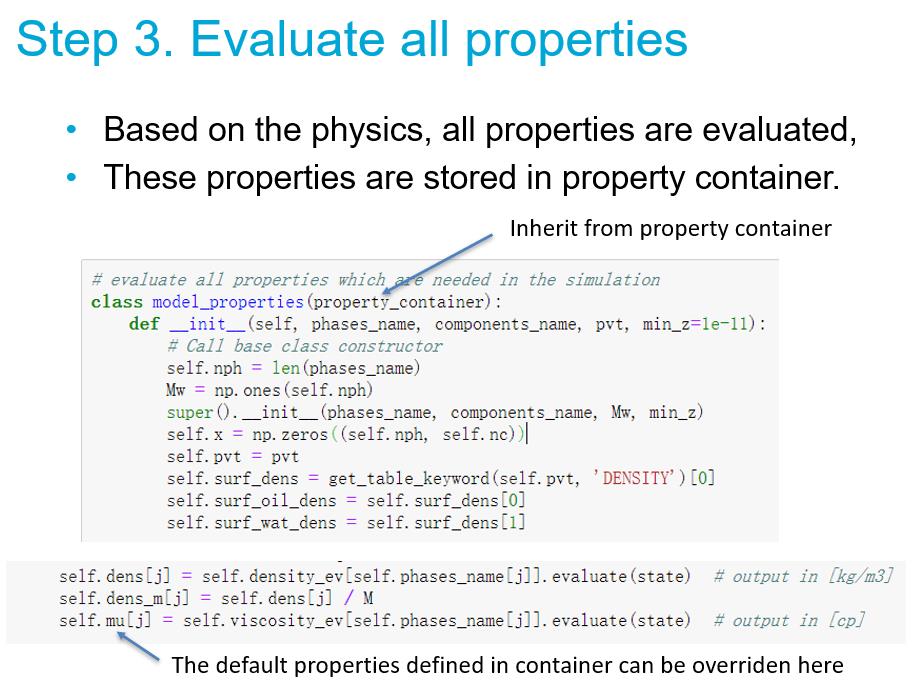 Step 3. Evaluate all properties
• Based on the physics, all properties are evaluated,
• These properties are stored in property container.
Inherit from property container
# evaluate all properties which are needed in the simulation
class model_properties(property_container):
def __init__(self, phases_name, components_name, pvt, min_z=1e-11):
# Call base class constructor
self.nph = len(phases_name)
Mw = np.ones(self.nph)
super().__init__(phases_name, components_name, Mw, min_z)
self.x = np.zeros((self.nph, self.nc))
self.pvt = pvt
self.surf_dens = get_table_keyword(self.pvt, 'DENSITY')[0]
self.surf_oil_dens = self.surf_dens[0]
self.surf_wat_dens = self.surf_dens[1]
self.dens[j] = self.density_ev[self.phases_name[j]].evaluate(state) # output in [kg/m3]
self.dens_m[j] = self.dens[j] / M
self.mu[j] = self.viscosity_ev[self.phases_name[j]].evaluate(state) # output in [cp]
The default properties defined in container can be overriden here